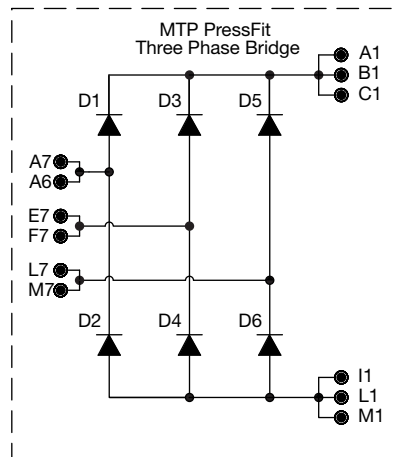 MTP PressFit
Three Phase Bridge
A1
B1
C1
D1
D3
D5
A7
A6
E7
F7
L7
M7
D2
D4
D6
I1
L1
M1